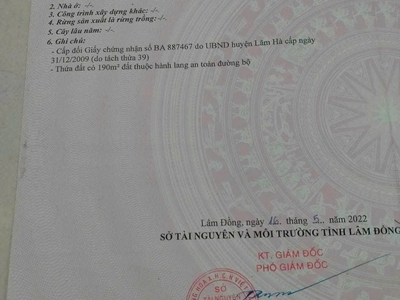 2. Nhà ở: -/-
3. Công trình xây dựng khác: -/-
4. Rừng sản xuất là rừng trồng: -/-
5. Cây lâu năm: -/-
6. Ghi chú:
- Cấp đổi Giấy chứng nhận số BA 887467 do UBND huyện Lâm Hà cấp ngày
31/12/2009 (do tách thửa 39)
- Thửa đất có 190m² đất thuộc hành lang an toàn đường bộ
Lâm Đồng, ngày 16 tháng 5 năm 2022
SỞ TÀI NGUYÊN VÀ MÔI TRƯỜNG TỈNH LÂM ĐỒNG
KT. GIÁM ĐỐC
PHÓ GIÁM ĐỐC
SỞ